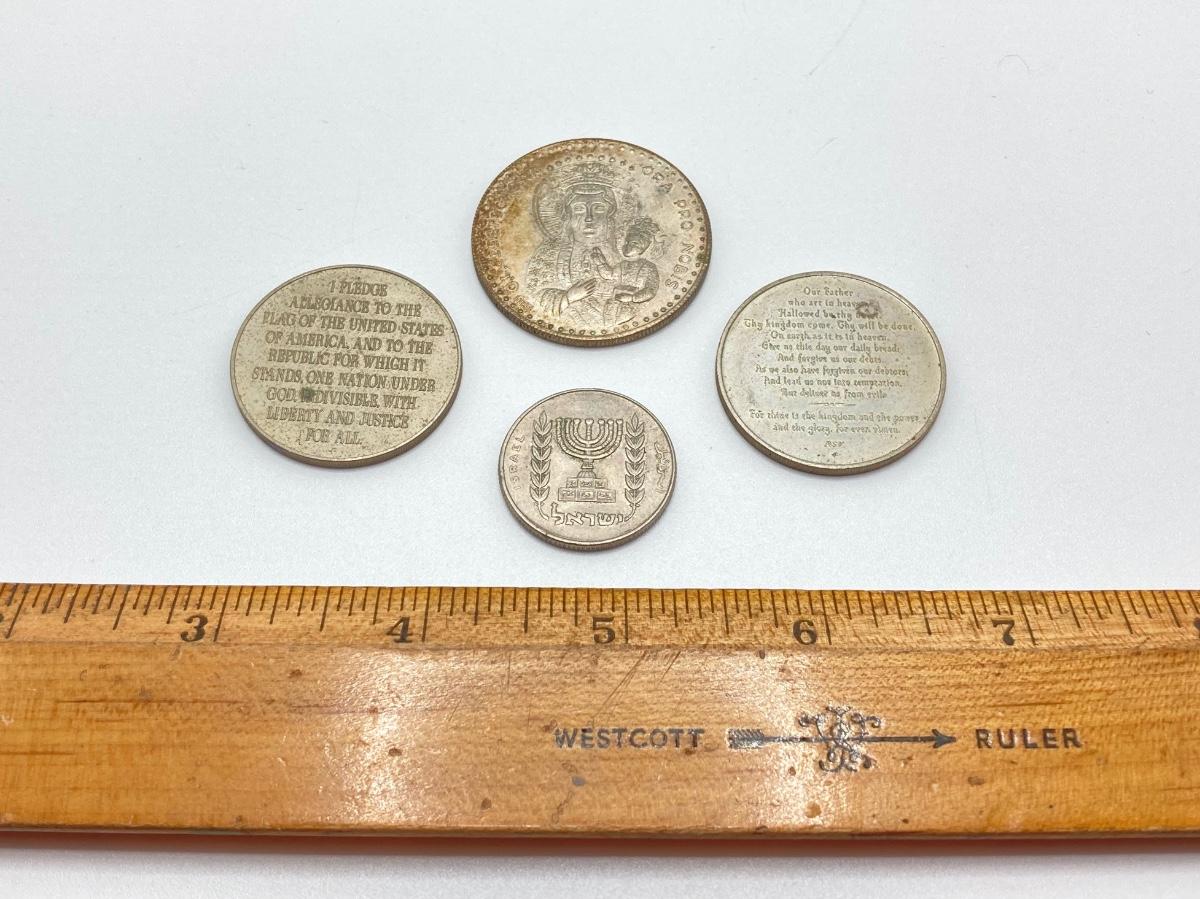 ORA PRO NOBIS
I PLEDGE
ALLEGIANCE TO THE
FLAG OF THE UNITED STATES
OF AMERICA, AND TO THE
REPUBLIC FOR WHICH IT
STANDS, ONE NATION UNDER
GOD, INDIVISIBLE, WITH
LIBERTY AND JUSTICE
FOR ALL.
Our Father
who art in heaven
Hallowed be thy
Thy kingdom come. Thy will be done,
On earth as it is in heaven.
Give us this day our daily bread;
And forgive us our debts,
As we also have forgiven our debtors;
And lead us not into temptation,
But deliver us from evil.
For thine is the kingdom and the power
and the glory, for ever. Amen.
RSV
ISRAEL
اسرائيل
ישראל
3 4 5 6 7
WESTCOTT RULER